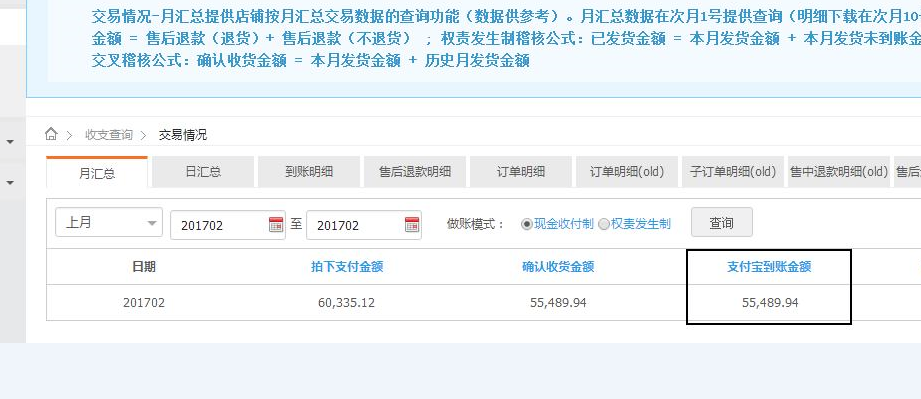 交易情况-月汇总提供店铺按月汇总交易数据的查询功能（数据供参考）。月汇总数据在次月1号提供查询（明细下载在次月10
金额 = 售后退款（退货）+ 售后退款（不退货） ; 权责发生制稽核公式：已发货金额 = 本月发货金额 + 本月发货未到账金
交叉稽核公式：确认收货金额 = 本月发货金额 + 历史月发货金额
收支查询 > 交易情况
月汇总 日汇总 到账明细 售后退款明细 订单明细 订单明细(old) 子订单明细(old) 售中退款明细(old) 售后
上月 201702 至 201702 做账模式： 现金收付制 权责发生制 查询
日期 拍下支付金额 确认收货金额 支付宝到账金额
201702 60,335.12 55,489.94 55,489.94